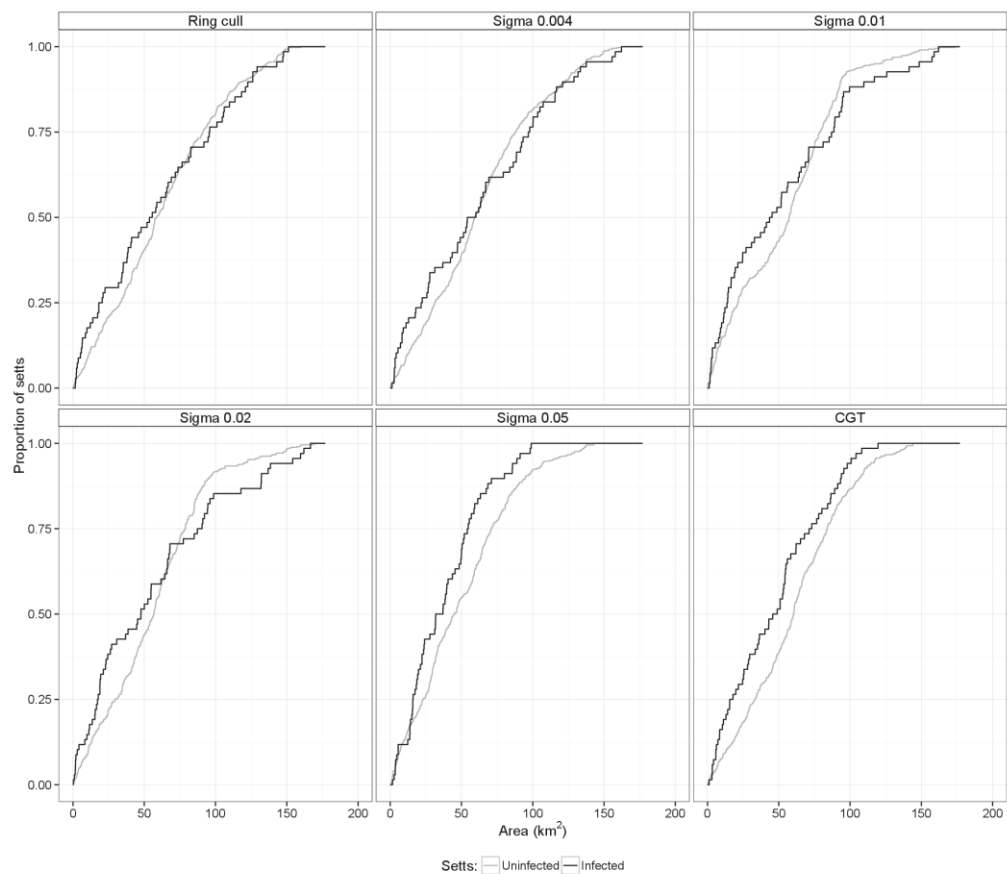 Ring cull
Sigma 0.004
Sigma 0.01
1.00
0.75
0.50
0.25
0.00
Proportion of setts
Sigma 0.02
Sigma 0.05
CGT
1.00
0.75
0.50
0.25
0.00
0 50 100 150 200
0 50 100 150 200
0 50 100 150 200
Area (km²)
Setts: Uninfected Infected